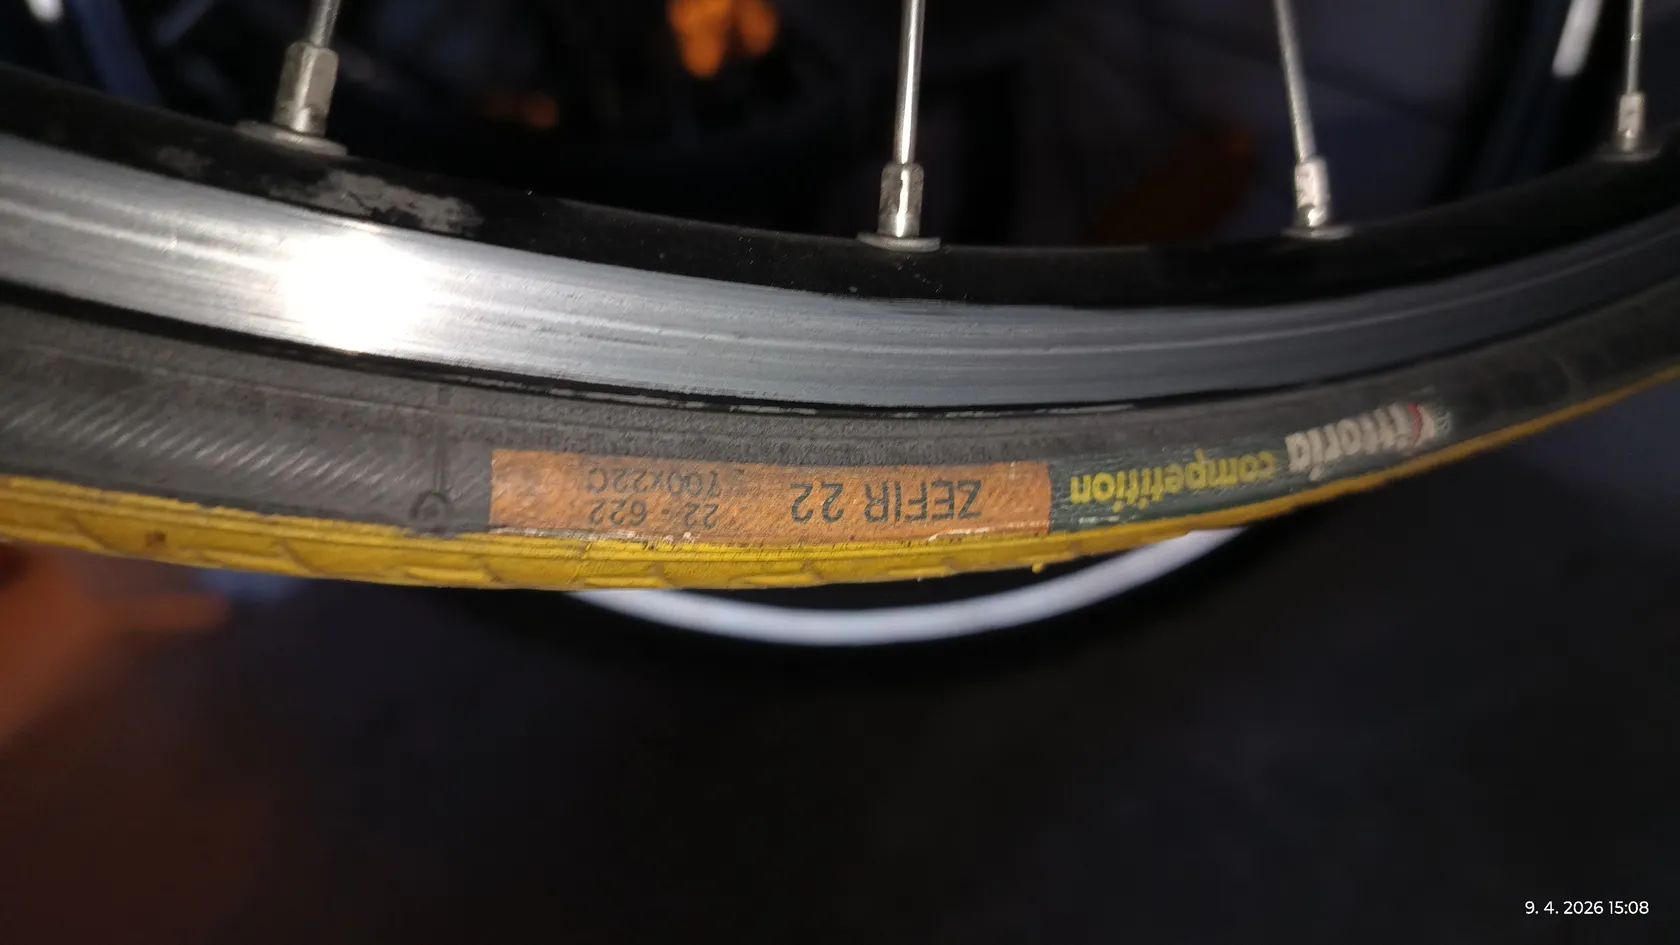 Vittoria competition
ZEFIR 22
22 - 622
700x22C
9. 4. 2026 15:08